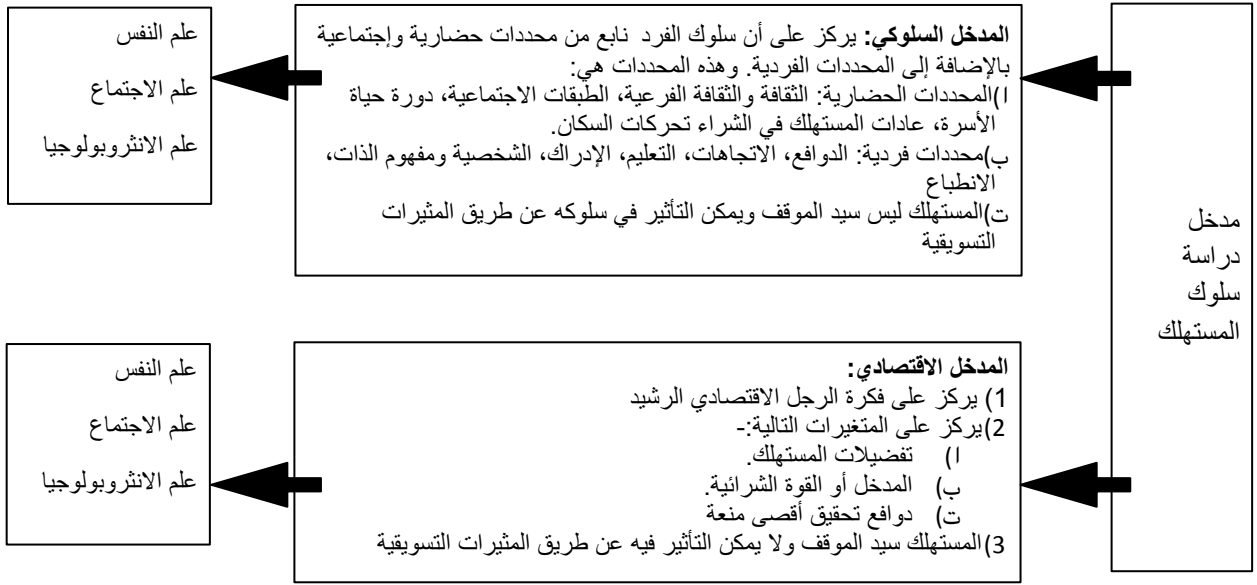 مدخل
دراسة
سلوك
المستهلك
المدخل السلوكي: يركز على أن سلوك الفرد نابع من محددات حضارية وإجتماعية
بالإضافة إلى المحددات الفردية. وهذه المحددات هي:
ا)المحددات الحضارية: الثقافة والثقافة الفرعية، الطبقات الاجتماعية، دورة حياة
الأسرة، عادات المستهلك في الشراء تحركات السكان.
ب)محددات فردية: الدوافع، الاتجاهات، التعليم، الإدراك، الشخصية ومفهوم الذات،
الانطباع
ت)المستهلك ليس سيد الموقف ويمكن التأثير في سلوكه عن طريق المثيرات
التسويقية
علم النفس
علم الاجتماع
علم الانثروبولوجيا
المدخل الاقتصادي:
1) يركز على فكرة الرجل الاقتصادي الرشيد
2)يركز على المتغيرات التالية:-
ا) تفضيلات المستهلك.
ب) المدخل أو القوة الشرائية.
ت) دوافع تحقيق أقصى منعة
3)المستهلك سيد الموقف ولا يمكن التأثير فيه عن طريق المثيرات التسويقية
علم النفس
علم الاجتماع
علم الانثروبولوجيا